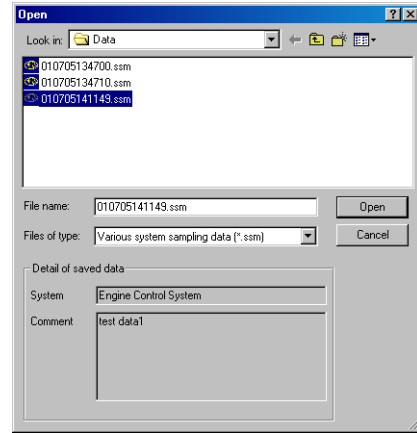 Open
Look in: Data
010705134700.ssm
010705134710.ssm
010705141149.ssm
File name: 010705141149.ssm Open
Files of type: Various system sampling data (*.ssm) Cancel
Detail of saved data
System Engine Control System
Comment test data1